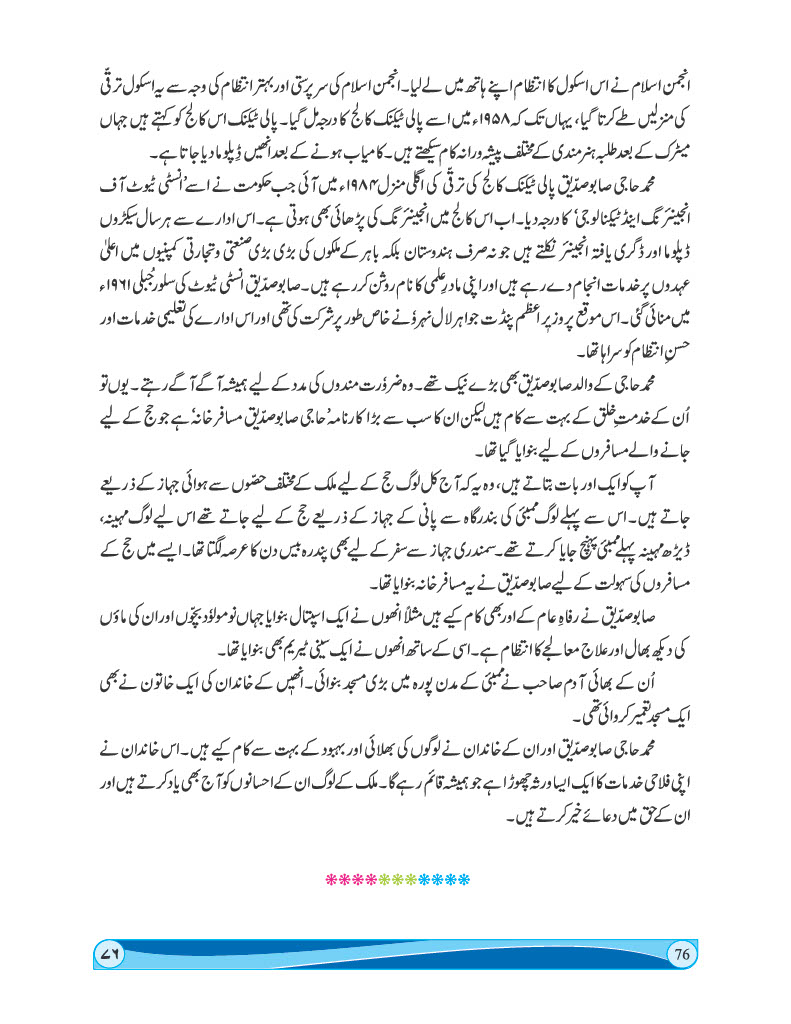 انجمن اسلام نے اس اسکول کا انتظام اپنے ہاتھ میں لے لیا۔ انجمن اسلام کی سرپرستی اور بہتر انتظام کی وجہ سے یہ اسکول ترقّی
کی منزلیں طے کرتا گیا، یہاں تک کہ ۱۹۵۸ء میں اسے پالی ٹیکنک کالج کا درجہ مل گیا۔ پالی ٹیکنک اس کالج کو کہتے ہیں جہاں
میٹرک کے بعد طلبہ ہنرمندی کے مختلف پیشہ ورانہ کام سیکھتے ہیں۔ کامیاب ہونے کے بعد انھیں ڈِپلوما دیا جاتا ہے۔
محمد حاجی صابو صدّیق پالی ٹیکنک کالج کی ترقّی کی اگلی منزل ۱۹۸۴ء میں آئی جب حکومت نے اسے 'انسٹی ٹیوٹ آف
انجینئرنگ اینڈ ٹیکنالوجی' کا درجہ دیا۔ اب اس کالج میں انجینئرنگ کی پڑھائی بھی ہوتی ہے۔ اس ادارے سے ہر سال سیکڑوں
ڈپلوما اور ڈگری یافتہ انجینئر نکلتے ہیں جو نہ صرف ہندوستان بلکہ باہر کے ملکوں کی بڑی بڑی صنعتی و تجارتی کمپنیوں میں اعلیٰ
عہدوں پر خدمات انجام دے رہے ہیں اور اپنی مادرِ علمی کا نام روشن کر رہے ہیں۔ صابو صدّیق انسٹی ٹیوٹ کی سلور جُبلی ۱۹۶۱ء
میں منائی گئی۔ اس موقع پر وزیرِ اعظم پنڈت جواہر لال نہرؤ نے خاص طور پر شرکت کی تھی اور اس ادارے کی تعلیمی خدمات اور
حسنِ انتظام کو سراہا تھا۔
محمد حاجی کے والد صابو صدّیق بھی بڑے نیک تھے۔ وہ ضرؤرت مندوں کی مدد کے لیے ہمیشہ آگے آگے رہتے۔ یوں تو
اُن کے خدمتِ خلق کے بہت سے کام ہیں لیکن ان کا سب سے بڑا کارنامہ 'حاجی صابو صدّیق مسافر خانہ' ہے جو حج کے لیے
جانے والے مسافروں کے لیے بنوایا گیا تھا۔
آپ کو ایک اور بات بتاتے ہیں، وہ یہ کہ آج کل لوگ حج کے لیے ملک کے مختلف حصّوں سے ہوائی جہاز کے ذریعے
جاتے ہیں۔ اس سے پہلے لوگ ممبئی کی بندرگاہ سے پانی کے جہاز کے ذریعے حج کے لیے جاتے تھے اس لیے لوگ مہینہ،
ڈیڑھ مہینہ پہلے ممبئی پہنچ جایا کرتے تھے۔ سمندری جہاز سے سفر کے لیے بھی پندرہ بیس دن کا عرصہ لگتا تھا۔ ایسے میں حج کے
مسافروں کی سہولت کے لیے صابو صدّیق نے یہ مسافر خانہ بنوایا تھا۔
صابو صدّیق نے رفاہِ عام کے اور بھی کام کیے ہیں مثلاً انھوں نے ایک اسپتال بنوایا جہاں نومولؤد بچّوں اور ان کی ماؤں
کی دیکھ بھال اور علاج معالجے کا انتظام ہے۔ اسی کے ساتھ انھوں نے ایک سینی ٹیریم بھی بنوایا تھا۔
اُن کے بھائی آدم صاحب نے ممبئی کے مدن پورہ میں بڑی مسجد بنوائی۔ انھیں کے خاندان کی ایک خاتون نے بھی
ایک مسجد تعمیر کروائی تھی۔
محمد حاجی صابو صدّیق اور ان کے خاندان نے لوگوں کی بھلائی اور بہبود کے بہت سے کام کیے ہیں۔ اس خاندان نے
اپنی فلاحی خدمات کا ایک ایسا ورثہ چھوڑا ہے جو ہمیشہ قائم رہے گا۔ ملک کے لوگ ان کے احسانوں کو آج بھی یاد کرتے ہیں اور
ان کے حق میں دعائے خیر کرتے ہیں۔
۷۶
76